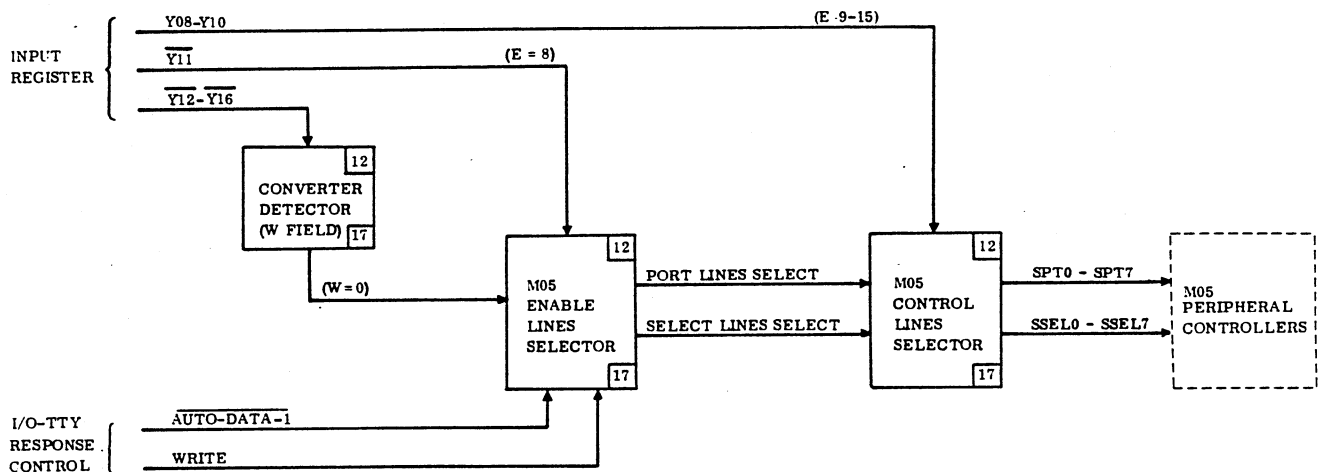 Y08-Y10
(E 9-15)
INPUT
REGISTER
Y11
(E = 8)
Y12-Y16
12
CONVERTER
DETECTOR
(W FIELD)
17
(W = 0)
12
M05
ENABLE
LINES
SELECTOR
17
PORT LINES SELECT
SELECT LINES SELECT
12
M05
CONTROL
LINES
SELECTOR
17
SPT0 - SPT7
SSEL0 - SSEL7
M05
PERIPHERAL
CONTROLLERS
I/O-TTY
RESPONSE
CONTROL
AUTO-DATA-1
WRITE